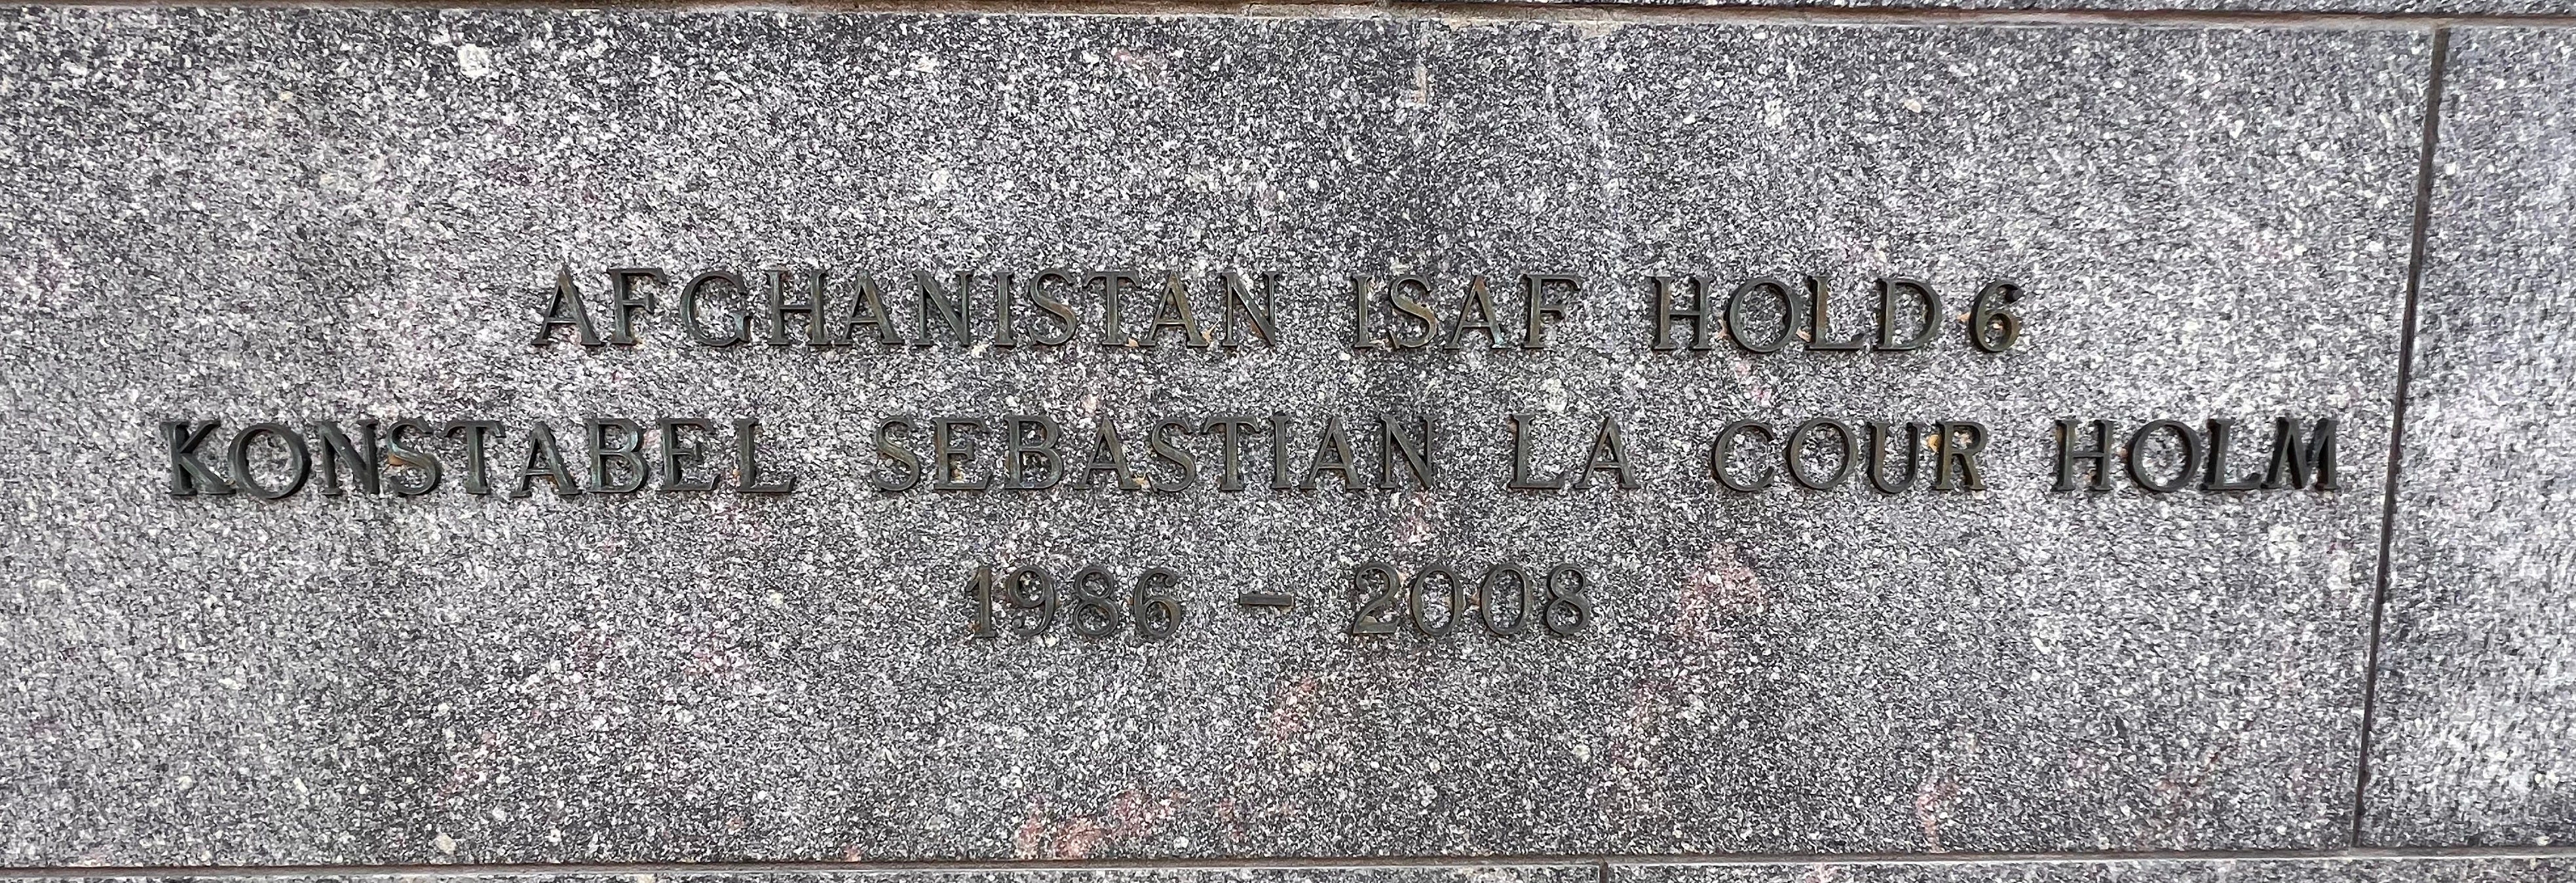 AFGHANISTAN ISAF HOLD 6
KONSTABEL SEBASTIAN LA COUR HOLM
1986 – 2008